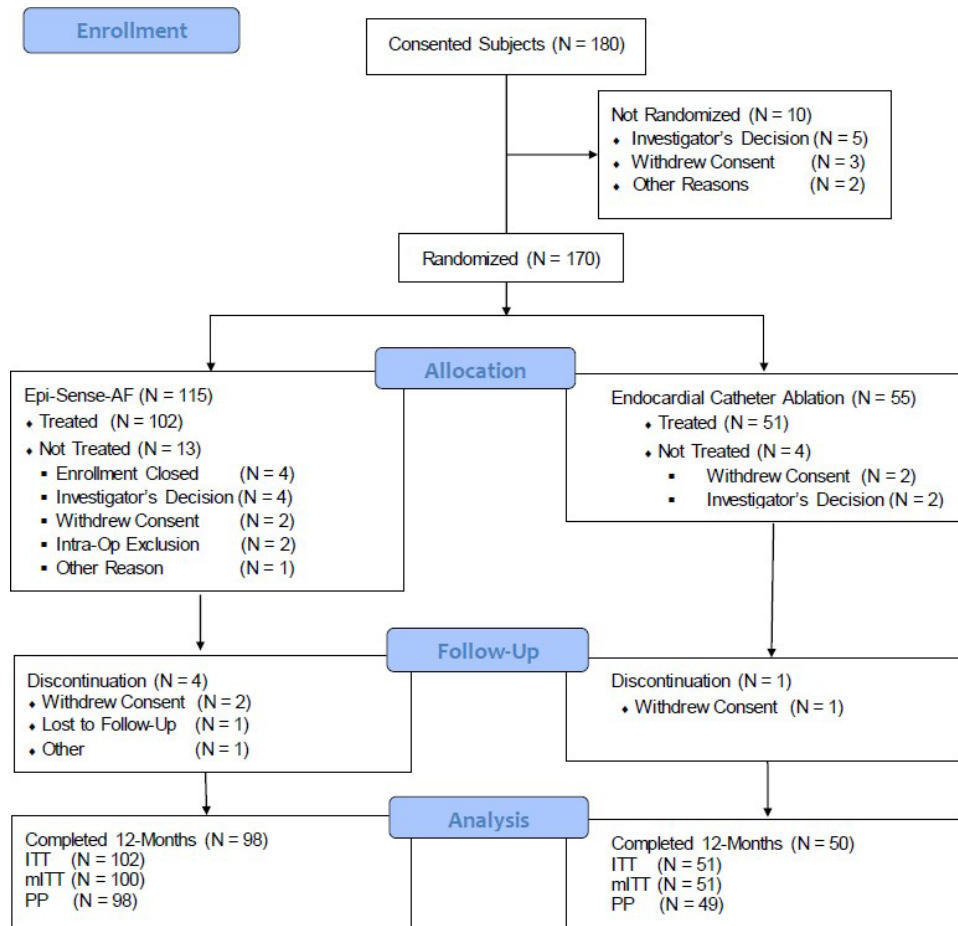 Enrollment
Consented Subjects (N = 180)
Not Randomized (N = 10)
⬧ Investigator's Decision (N = 5)
⬧ Withdrew Consent (N = 3)
⬧ Other Reasons (N = 2)
Randomized (N = 170)
Allocation
Epi-Sense-AF (N = 115)
⬧ Treated (N = 102)
⬧ Not Treated (N = 13)
▪ Enrollment Closed (N = 4)
▪ Investigator's Decision (N = 4)
▪ Withdrew Consent (N = 2)
▪ Intra-Op Exclusion (N = 2)
▪ Other Reason (N = 1)
Endocardial Catheter Ablation (N = 55)
⬧ Treated (N = 51)
⬧ Not Treated (N = 4)
▪ Withdrew Consent (N = 2)
▪ Investigator's Decision (N = 2)
Follow-Up
Discontinuation (N = 4)
⬧ Withdrew Consent (N = 2)
⬧ Lost to Follow-Up (N = 1)
⬧ Other (N = 1)
Discontinuation (N = 1)
⬧ Withdrew Consent (N = 1)
Analysis
Completed 12-Months (N = 98)
ITT (N = 102)
mITT (N = 100)
PP (N = 98)
Completed 12-Months (N = 50)
ITT (N = 51)
mITT (N = 51)
PP (N = 49)